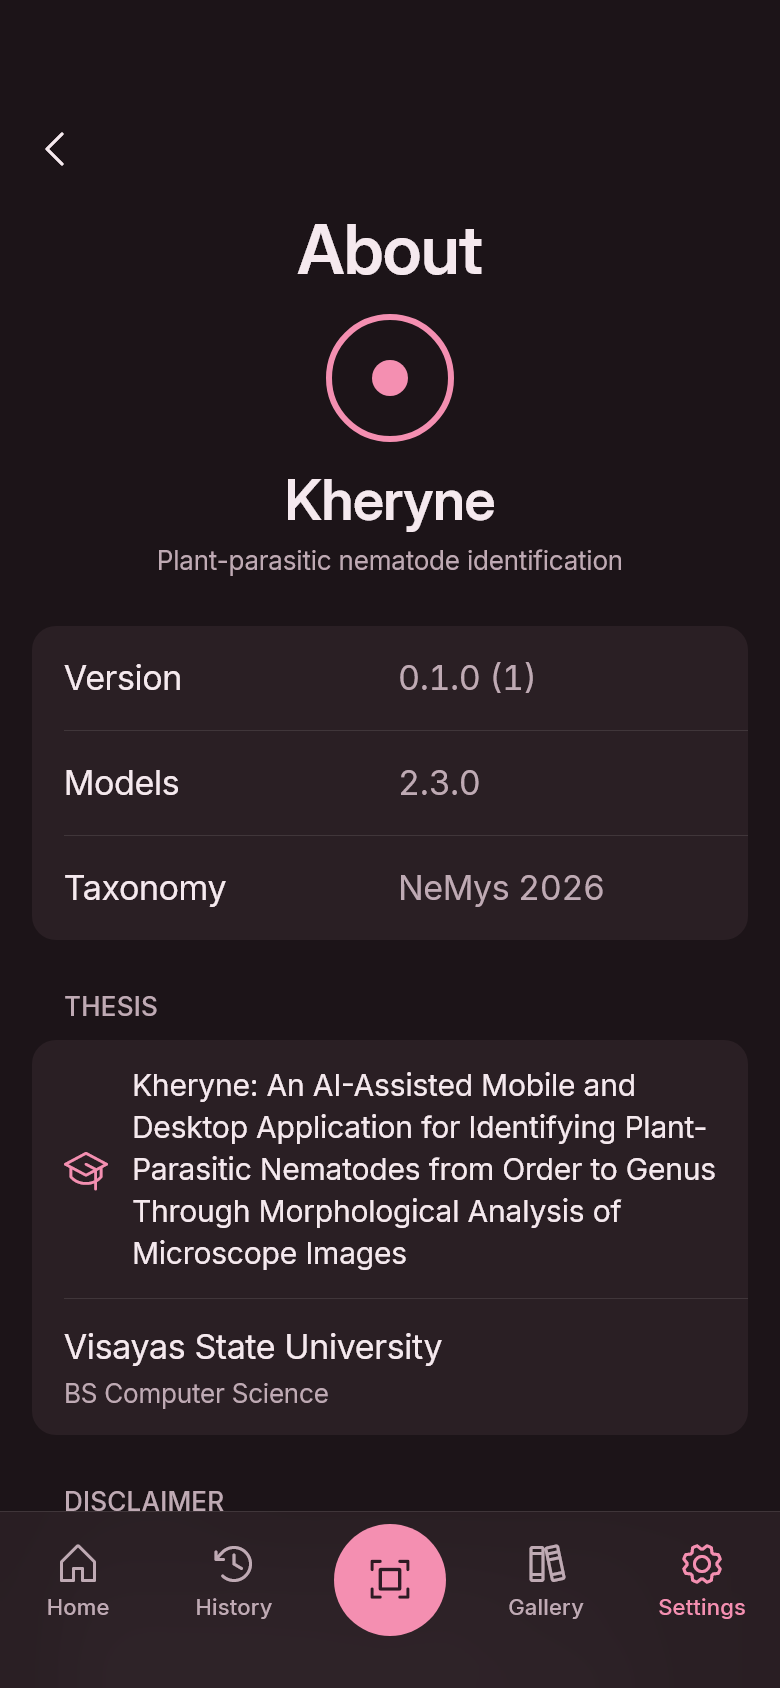 About
Kheryne
Plant-parasitic nematode identification
Version 0.1.0 (1)
Models 2.3.0
Taxonomy NeMys 2026
THESIS
Kheryne: An AI-Assisted Mobile and
Desktop Application for Identifying Plant-
Parasitic Nematodes from Order to Genus
Through Morphological Analysis of
Microscope Images
Visayas State University
BS Computer Science
DISCLAIMER
Home History Gallery Settings